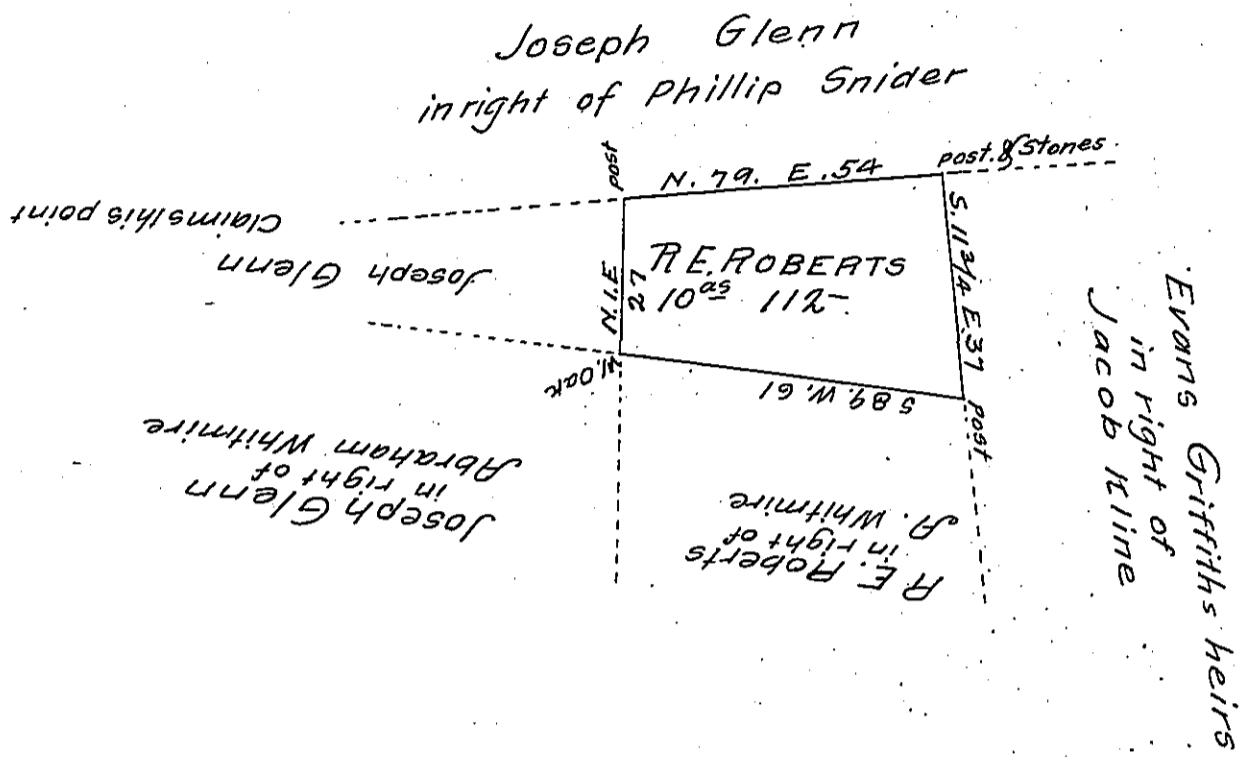 Joseph Glenn
in right of Phillip Snider
post
N. 79. E. 54
post. & Stones.
Claims this point
Joseph Glenn
N.1.E
27
R.E. ROBERTS
10as 112-
S. 11 3/4 E. 37
W. Oak
S 89. W. 61
post
Evans Griffiths heirs
in right of
Jacob Kline
Joseph Glenn
in right of
Abraham Whitmire
R. E. Roberts
in right of
A. Whitmire